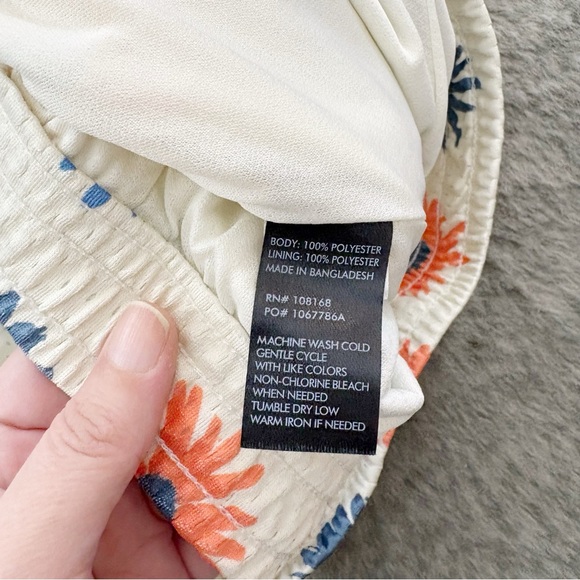 BODY: 100% POLYESTER
LINING: 100% POLYESTER
MADE IN BANGLADESH
RN# 108168
PO# 1067786A
MACHINE WASH COLD
GENTLE CYCLE
WITH LIKE COLORS
NON-CHLORINE BLEACH
WHEN NEEDED
TUMBLE DRY LOW
WARM IRON IF NEEDED